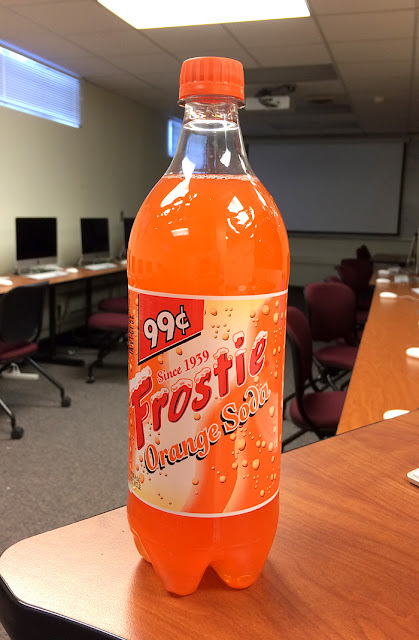 99¢
Since 1939
Frostie
Orange Soda